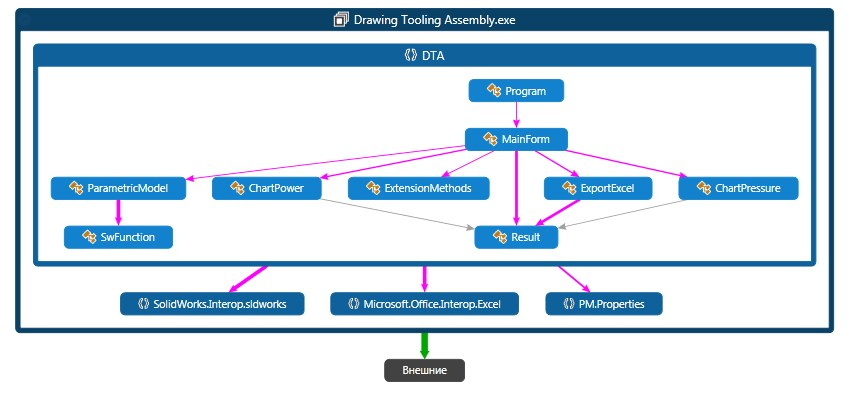 Drawing Tooling Assembly.exe
DTA
Program
MainForm
ParametricModel
ChartPower
ExtensionMethods
ExportExcel
ChartPressure
SwFunction
Result
SolidWorks.Interop.sldworks
Microsoft.Office.Interop.Excel
PM.Properties
Внешние